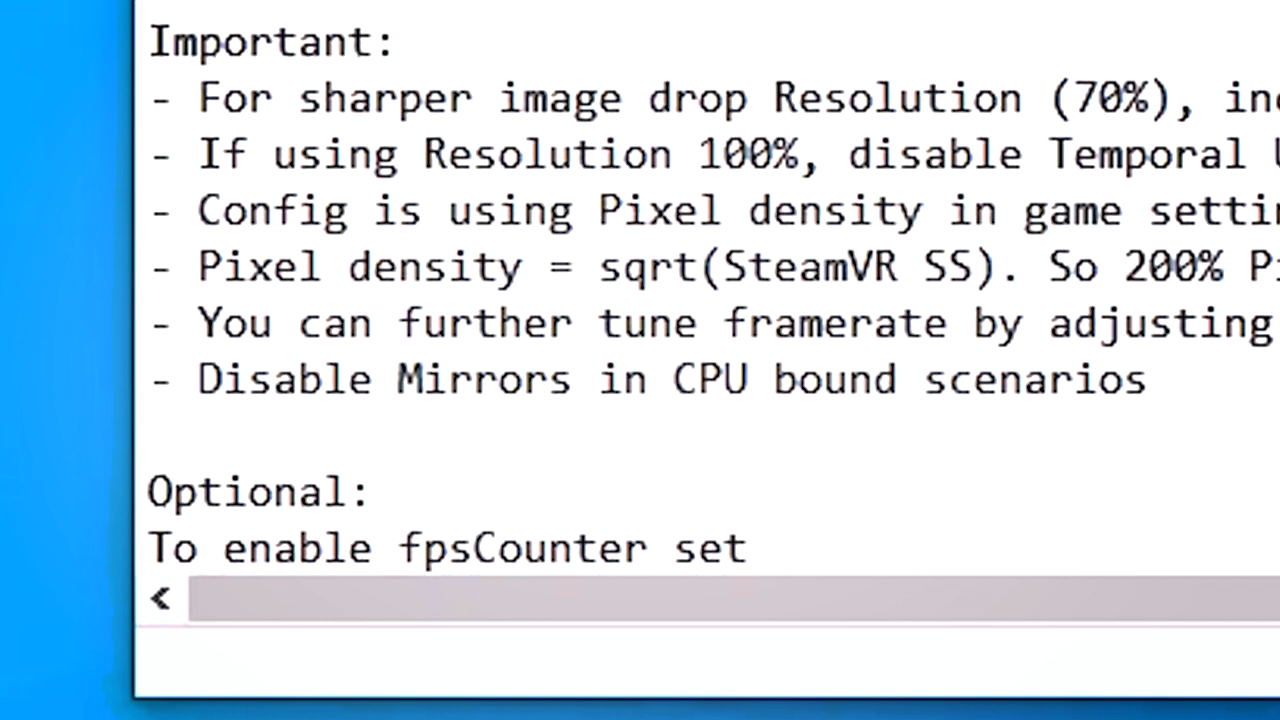 Important:
- For sharper image drop Resolution (70%),
- If using Resolution 100%, disable Temporal
- Config is using Pixel density in game
- Pixel density = sqrt(SteamVR SS). So 200%
- You can further tune framerate by adjusting
- Disable Mirrors in CPU bound scenarios
Optional:
To enable fpsCounter set